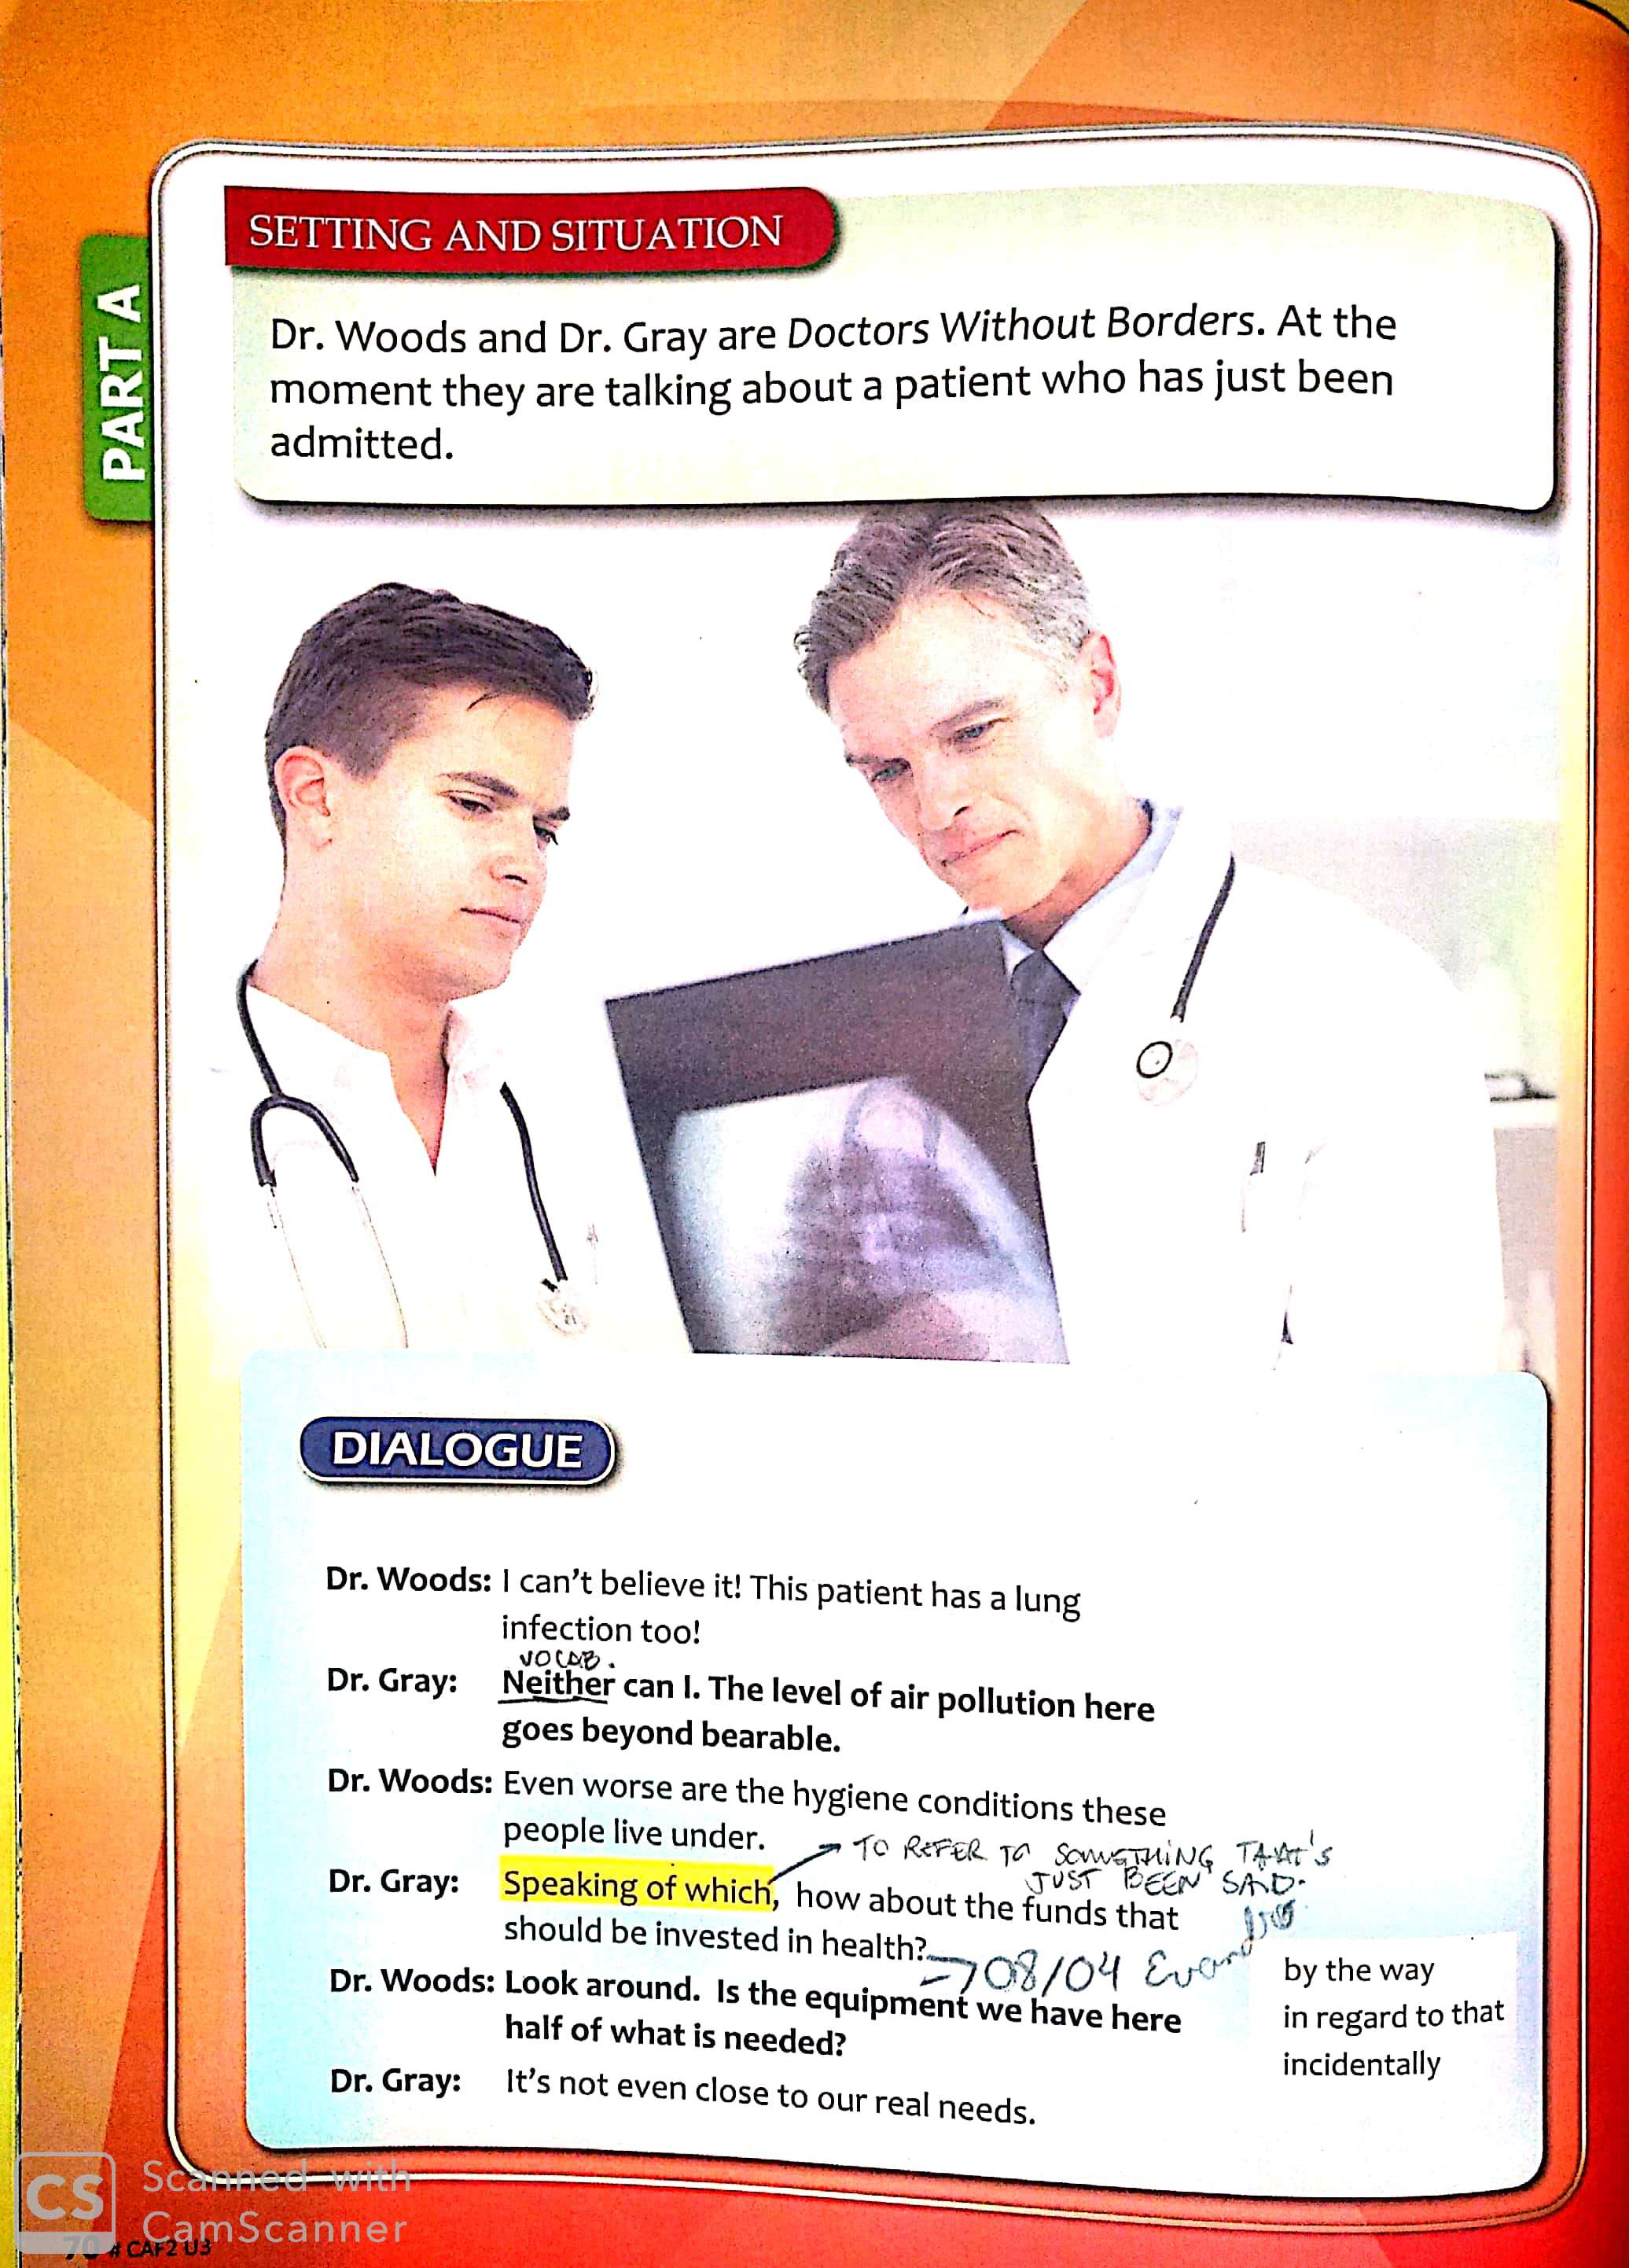 SETTING AND SITUATION
PART A
Dr. Woods and Dr. Gray are Doctors Without Borders. At the
moment they are talking about a patient who has just been
admitted.
DIALOGUE
Dr. Woods: I can't believe it! This patient has a lung
infection too!
VOCAB.
Dr. Gray: Neither can I. The level of air pollution here
goes beyond bearable.
Dr. Woods: Even worse are the hygiene conditions these
people live under.
TO REFER TO SOMETHING THAT'S
JUST BEEN SAID.
Dr. Gray: Speaking of which, how about the funds that
should be invested in health?
08/04
Dr. Woods: Look around. Is the equipment we have here
half of what is needed?
Dr. Gray: It's not even close to our real needs.
by the way
in regard to that
incidentally
CS Scanned with
CamScanner
70 # CAF2 U3